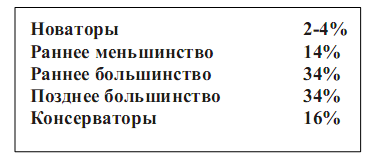 Новаторы 2-4%
Раннее меньшинство 14%
Раннее большинство 34%
Позднее большинство 34%
Консерваторы 16%